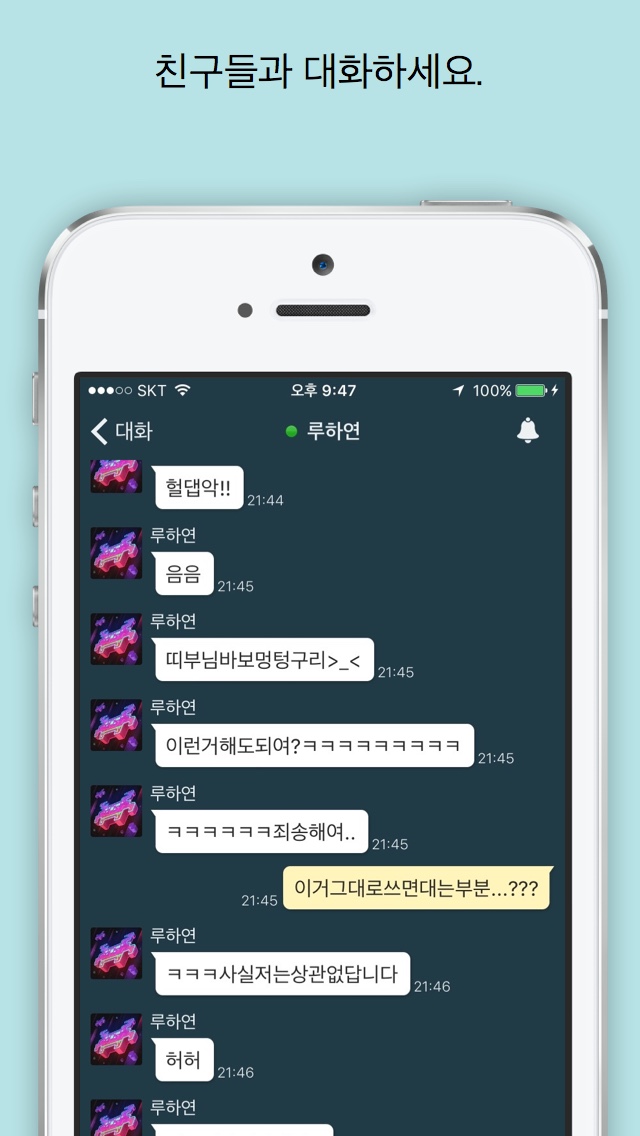 친구들과 대화하세요.
SKT 오후 9:47 100%
대화 루하연
헐댑악!! 21:44
루하연
음음 21:45
루하연
띠부님바보멍텅구리>_< 21:45
루하연
이런거해도되여?ㅋㅋㅋㅋㅋㅋㅋㅋㅋ 21:45
루하연
ㅋㅋㅋㅋㅋㅋ죄송해여.. 21:45
21:45 이거그대로쓰면대는부분...???
루하연
ㅋㅋㅋ사실저는상관없답니다 21:46
루하연
허허 21:46
루하연